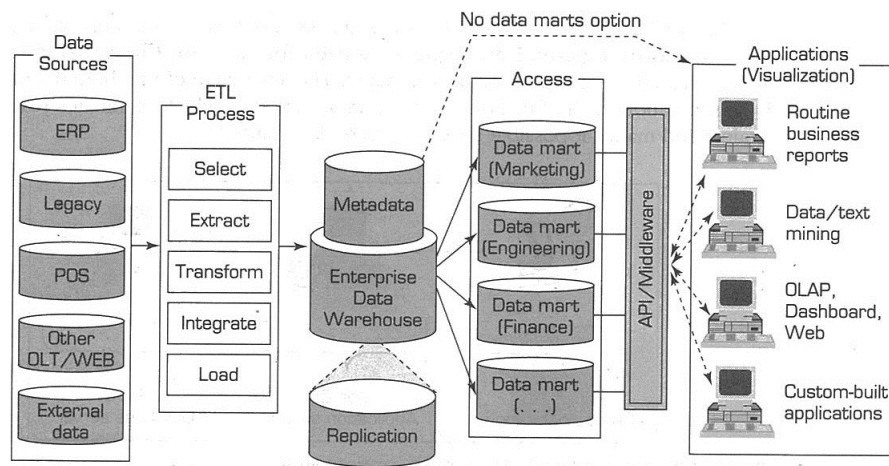 No data marts option
Data
Sources
ERP
Legacy
POS
Other
OLT/WEB
External
data
ETL
Process
Select
Extract
Transform
Integrate
Load
Metadata
Enterprise
Data
Warehouse
Replication
Access
Data mart
(Marketing)
Data mart
(Engineering)
Data mart
(Finance)
Data mart
(. . .)
API/Middleware
Applications
(Visualization)
Routine
business
reports
Data/text
mining
OLAP,
Dashboard,
Web
Custom-built
applications